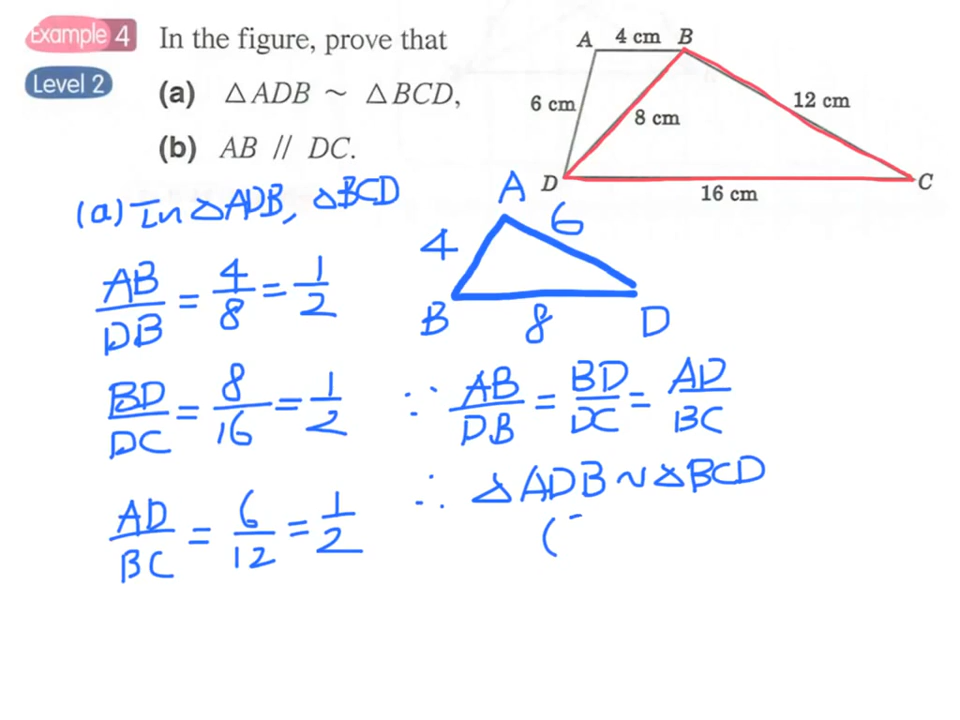 Example 4 In the figure, prove that
Level 2
(a) △ADB ~ △BCD,
(b) AB // DC.
A 4 cm B
6 cm
8 cm
12 cm
D
C
16 cm
(a) In △ADB, △BCD
AB/DB = 4/8 = 1/2
BD/DC = 8/16 = 1/2
AD/BC = 6/12 = 1/2
A
4
6
B
8
D
∵ AB/DB = BD/DC = AD/BC
∴ △ADB ~ △BCD
(